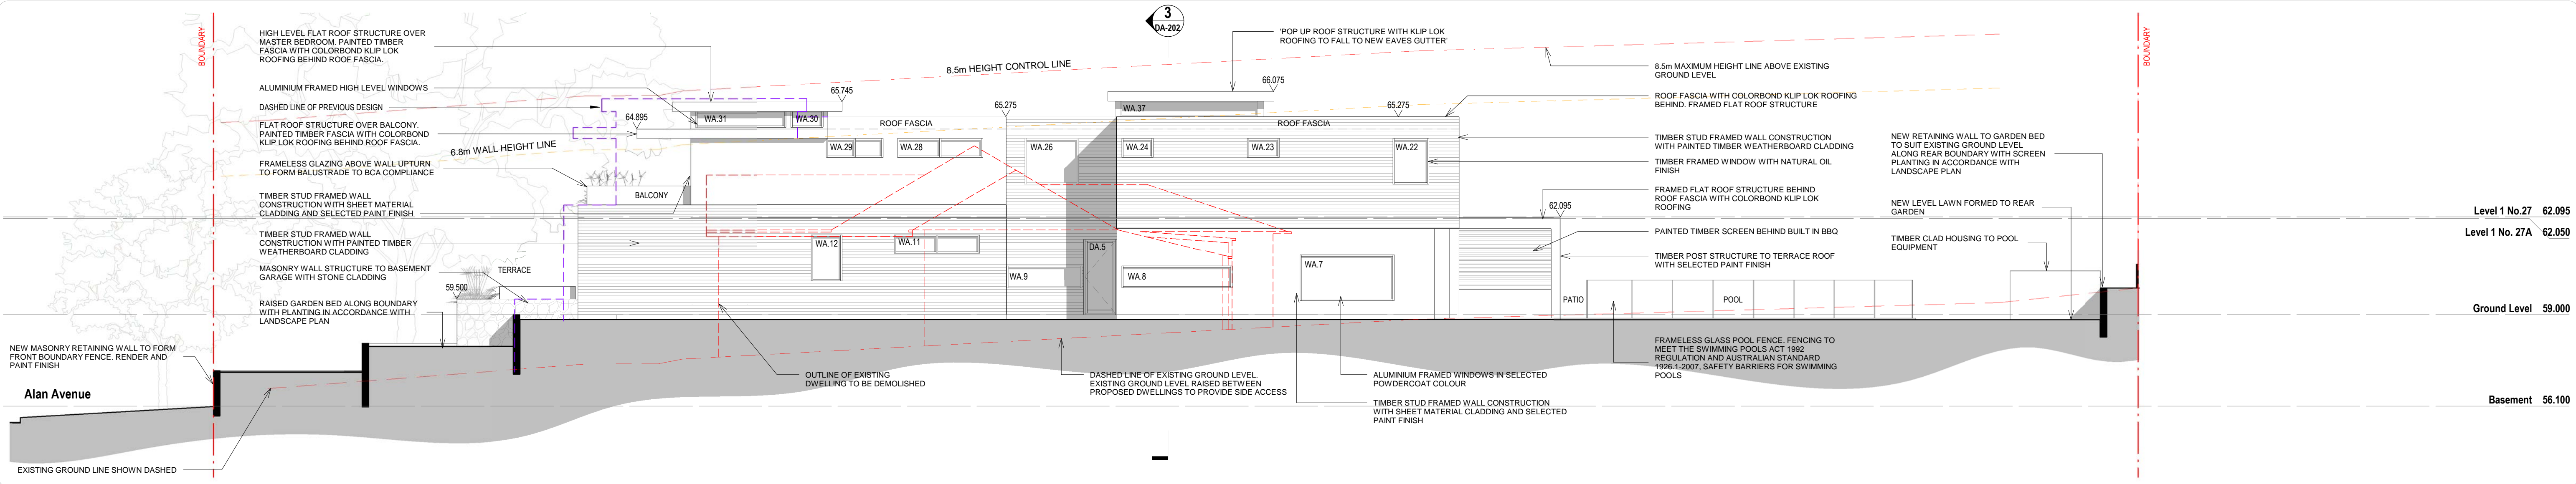 BOUNDARY
HIGH LEVEL FLAT ROOF STRUCTURE OVER
MASTER BEDROOM. PAINTED TIMBER
FASCIA WITH COLORBOND KLIP LOK
ROOFING BEHIND ROOF FASCIA.
ALUMINIUM FRAMED HIGH LEVEL WINDOWS
DASHED LINE OF PREVIOUS DESIGN
FLAT ROOF STRUCTURE OVER BALCONY.
PAINTED TIMBER FASCIA WITH COLORBOND
KLIP LOK ROOFING BEHIND ROOF FASCIA.
FRAMELESS GLAZING ABOVE WALL UPTURN
TO FORM BALUSTRADE TO BCA COMPLIANCE
TIMBER STUD FRAMED WALL
CONSTRUCTION WITH SHEET MATERIAL
CLADDING AND SELECTED PAINT FINISH
TIMBER STUD FRAMED WALL
CONSTRUCTION WITH PAINTED TIMBER
WEATHERBOARD CLADDING
MASONRY WALL STRUCTURE TO BASEMENT
GARAGE WITH STONE CLADDING
RAISED GARDEN BED ALONG BOUNDARY
WITH PLANTING IN ACCORDANCE WITH
LANDSCAPE PLAN
NEW MASONRY RETAINING WALL TO FORM
FRONT BOUNDARY FENCE. RENDER AND
PAINT FINISH
Alan Avenue
EXISTING GROUND LINE SHOWN DASHED
6.8m WALL HEIGHT LINE
8.5m HEIGHT CONTROL LINE
64.895
65.745
65.275
66.075
65.275
62.095
59.500
3
DA-202
WA.31
WA.30
WA.37
ROOF FASCIA
ROOF FASCIA
WA.29
WA.28
WA.26
WA.24
WA.23
WA.22
BALCONY
TERRACE
WA.12
WA.11
WA.9
DA.5
WA.8
WA.7
PATIO
POOL
OUTLINE OF EXISTING
DWELLING TO BE DEMOLISHED
DASHED LINE OF EXISTING GROUND LEVEL.
EXISTING GROUND LEVEL RAISED BETWEEN
PROPOSED DWELLINGS TO PROVIDE SIDE ACCESS
ALUMINIUM FRAMED WINDOWS IN SELECTED
POWDERCOAT COLOUR
TIMBER STUD FRAMED WALL CONSTRUCTION
WITH SHEET MATERIAL CLADDING AND SELECTED
PAINT FINISH
'POP UP ROOF STRUCTURE WITH KLIP LOK
ROOFING TO FALL TO NEW EAVES GUTTER'
8.5m MAXIMUM HEIGHT LINE ABOVE EXISTING
GROUND LEVEL
ROOF FASCIA WITH COLORBOND KLIP LOK ROOFING
BEHIND. FRAMED FLAT ROOF STRUCTURE
TIMBER STUD FRAMED WALL CONSTRUCTION
WITH PAINTED TIMBER WEATHERBOARD CLADDING
TIMBER FRAMED WINDOW WITH NATURAL OIL
FINISH
FRAMED FLAT ROOF STRUCTURE BEHIND
ROOF FASCIA WITH COLORBOND KLIP LOK
ROOFING
PAINTED TIMBER SCREEN BEHIND BUILT IN BBQ
TIMBER POST STRUCTURE TO TERRACE ROOF
WITH SELECTED PAINT FINISH
FRAMELESS GLASS POOL FENCE. FENCING TO
MEET THE SWIMMING POOLS ACT 1992
REGULATION AND AUSTRALIAN STANDARD
1926.1-2007, SAFETY BARRIERS FOR SWIMMING
POOLS
NEW RETAINING WALL TO GARDEN BED
TO SUIT EXISTING GROUND LEVEL
ALONG REAR BOUNDARY WITH SCREEN
PLANTING IN ACCORDANCE WITH
LANDSCAPE PLAN
NEW LEVEL LAWN FORMED TO REAR
GARDEN
TIMBER CLAD HOUSING TO POOL
EQUIPMENT
BOUNDARY
Level 1 No.27 62.095
Level 1 No. 27A 62.050
Ground Level 59.000
Basement 56.100